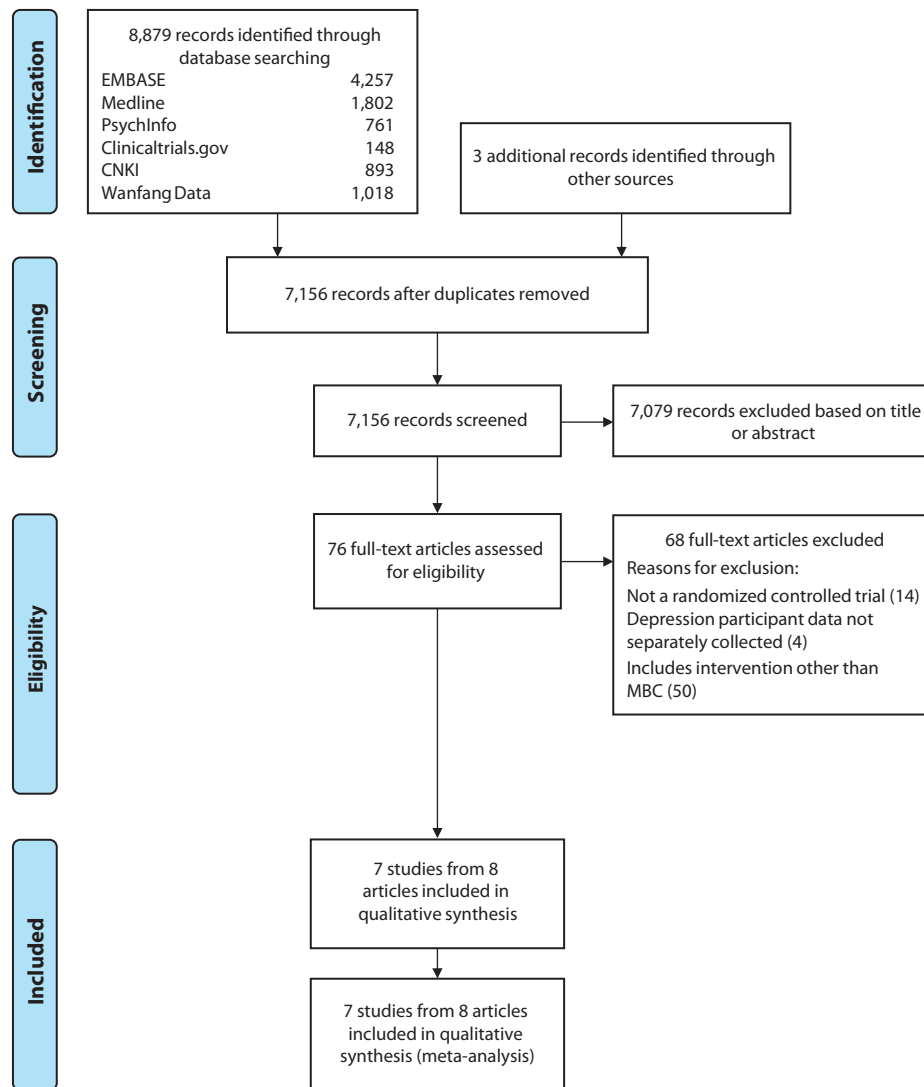 Identification
8,879 records identified through
database searching
EMBASE 4,257
Medline 1,802
PsychInfo 761
Clinicaltrials.gov 148
CNKI 893
Wanfang Data 1,018
3 additional records identified through
other sources
Screening
7,156 records after duplicates removed
7,156 records screened
7,079 records excluded based on title
or abstract
Eligibility
76 full-text articles assessed
for eligibility
68 full-text articles excluded
Reasons for exclusion:
Not a randomized controlled trial (14)
Depression participant data not
separately collected (4)
Includes intervention other than
MBC (50)
Included
7 studies from 8
articles included in
qualitative synthesis
7 studies from 8 articles
included in qualitative
synthesis (meta-analysis)